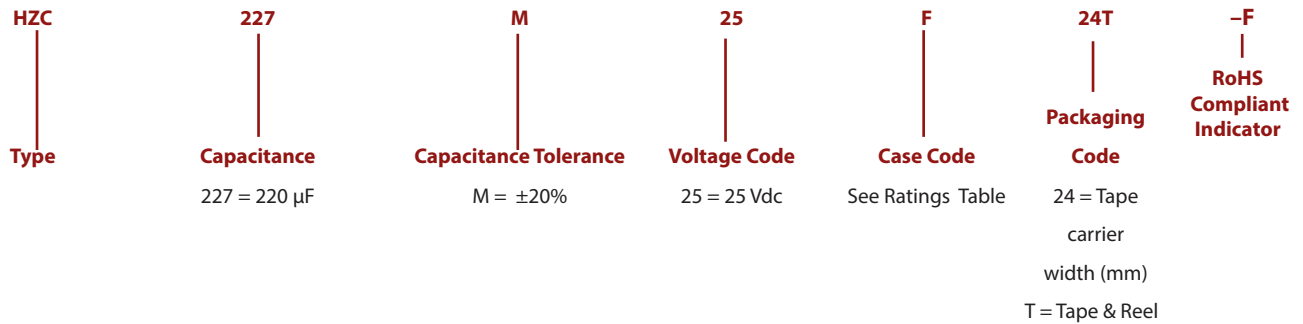 HZC 227 M 25 F 24T –F
RoHS
Compliant
Indicator
Packaging
Type Capacitance Capacitance Tolerance Voltage Code Case Code Code
227 = 220 µF M = ±20% 25 = 25 Vdc See Ratings Table 24 = Tape
carrier
width (mm)
T = Tape & Reel